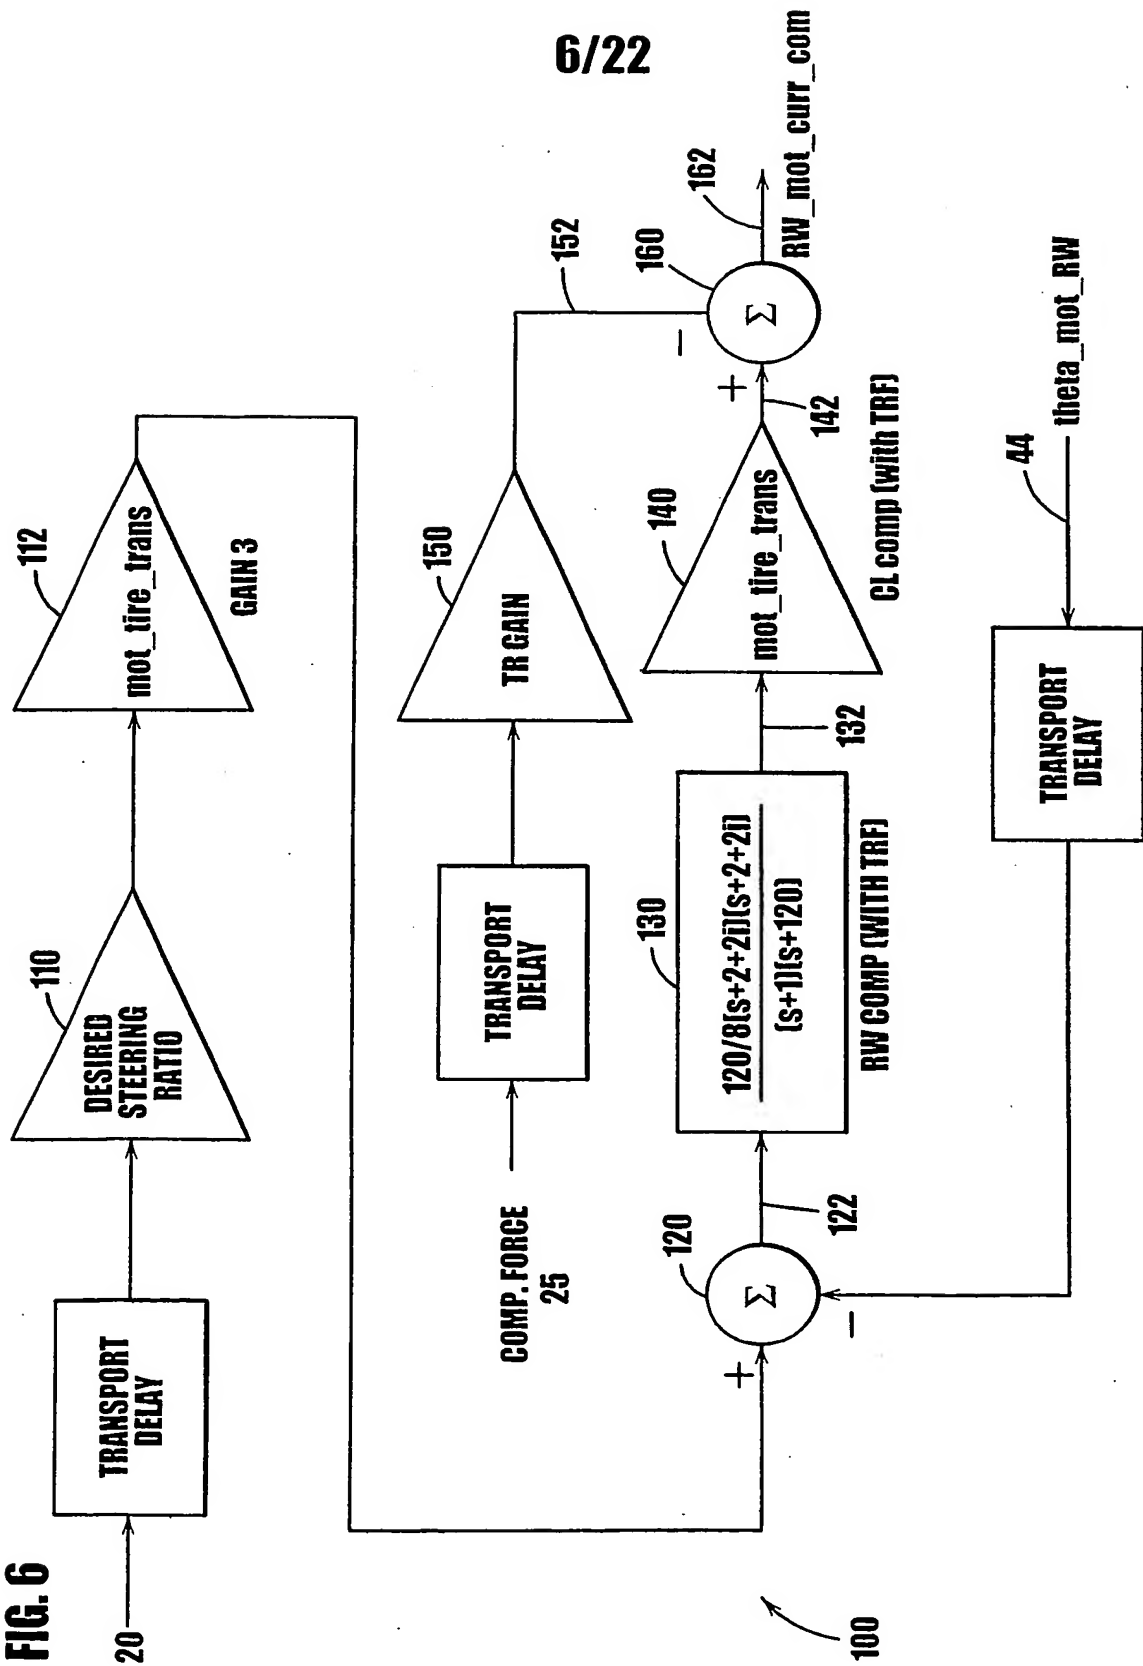 6/22
FIG. 6
20
TRANSPORT
DELAY
110
DESIRED
STEERING
RATIO
112
mot_tire_trans
GAIN 3
COMP. FORCE
25
TRANSPORT
DELAY
150
TR GAIN
152
100
+
−
120
Σ
122
130
120/8(s+2+2i)(s+2+2i)
(s+1)(s+120)
RW COMP (WITH TRF)
132
140
mot_tire_trans
CL comp (with TRF)
142
+
−
160
Σ
162
RW_mot_curr_com
TRANSPORT
DELAY
44
theta_mot_RW